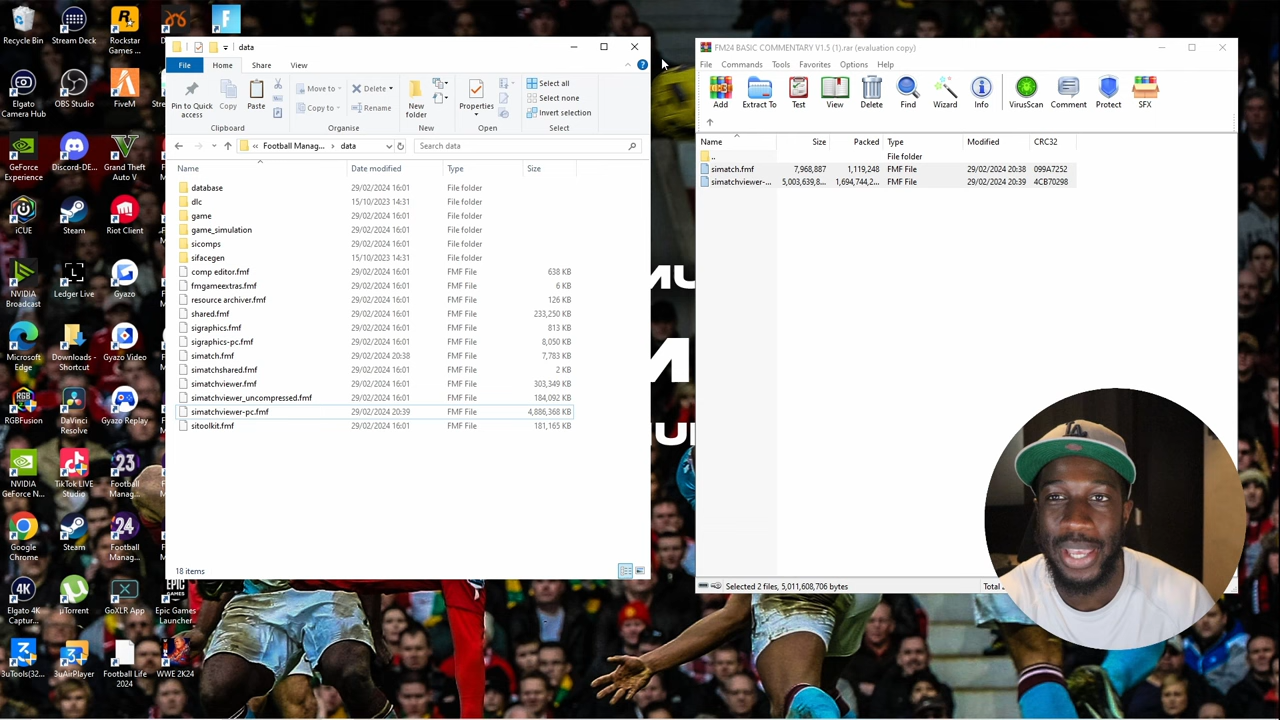 Recycle Bin
Stream Deck
Rockstar
Games ...
Elgato
Camera Hub
OBS Studio
FiveM
GeForce
Experience
Discord-DE...
Grand Theft
Auto V
iCUE
Steam
Riot Client
NVIDIA
Broadcast
Ledger Live
Gyazo
Microsoft
Edge
Downloads -
Shortcut
Gyazo Video
RGBFusion
DaVinci
Resolve
Gyazo Replay
NVIDIA
GeForce N...
TikTok LIVE
Studio
Football
Manag...
Google
Chrome
Steam
Football
Manag...
Elgato 4K
Captur...
µTorrent
GoXLR App
Epic Games
Launcher
3uTools(32...
3uAirPlayer
Football Life
2024
WWE 2K24
data
File Home Share View
Pin to Quick
access
Copy
Paste
Clipboard
Move to
Copy to
Delete
Rename
Organise
New
folder
New
Properties
Open
Select all
Select none
Invert selection
Select
« Football Manag... › data
Search data
Name Date modified Type Size
database 29/02/2024 16:01 File folder
dlc 15/10/2023 14:31 File folder
game 29/02/2024 16:01 File folder
game_simulation 29/02/2024 16:01 File folder
sicomps 29/02/2024 16:01 File folder
sifacegen 15/10/2023 14:31 File folder
comp editor.fmf 29/02/2024 16:01 FMF File 638 KB
fmgameextras.fmf 29/02/2024 16:01 FMF File 6 KB
resource archiver.fmf 29/02/2024 16:01 FMF File 126 KB
shared.fmf 29/02/2024 16:01 FMF File 233,250 KB
sigraphics.fmf 29/02/2024 16:01 FMF File 813 KB
sigraphics-pc.fmf 29/02/2024 16:01 FMF File 8,050 KB
simatch.fmf 29/02/2024 20:38 FMF File 7,783 KB
simatchshared.fmf 29/02/2024 16:01 FMF File 2 KB
simatchviewer.fmf 29/02/2024 16:01 FMF File 303,349 KB
simatchviewer_uncompressed.fmf 29/02/2024 16:01 FMF File 184,092 KB
simatchviewer-pc.fmf 29/02/2024 20:39 FMF File 4,886,368 KB
sitoolkit.fmf 29/02/2024 16:01 FMF File 181,165 KB
18 items
FM24 BASIC COMMENTARY V1.5 (1).rar (evaluation copy)
File Commands Tools Favorites Options Help
Add Extract To Test View Delete Find Wizard Info VirusScan Comment Protect SFX
Name Size Packed Type Modified CRC32
.. File folder
simatch.fmf 7,968,887 1,119,248 FMF File 29/02/2024 20:38 099A7252
simatchviewer-... 5,003,639,8... 1,694,744,2... FMF File 29/02/2024 20:39 4CB70298
Selected 2 files, 5,011,608,706 bytes